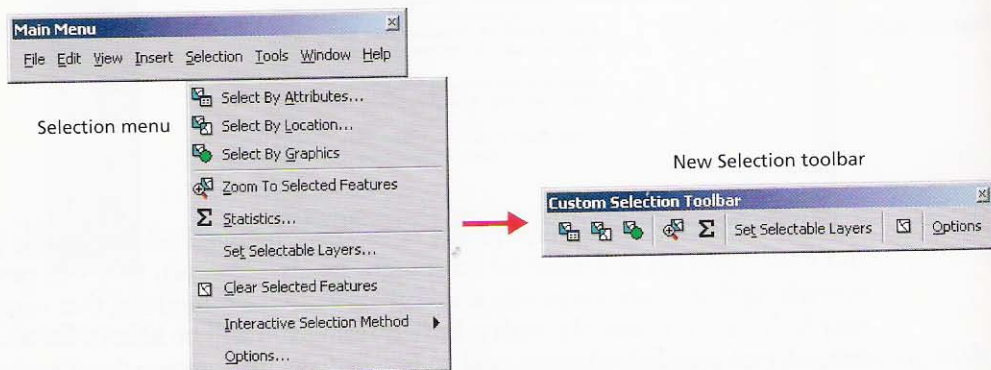 Main Menu
File Edit View Insert Selection Tools Window Help
Selection menu
Select By Attributes...
Select By Location...
Select By Graphics
Zoom To Selected Features
Statistics...
Set Selectable Layers...
Clear Selected Features
Interactive Selection Method
Options...
New Selection toolbar
Custom Selection Toolbar
Set Selectable Layers Options